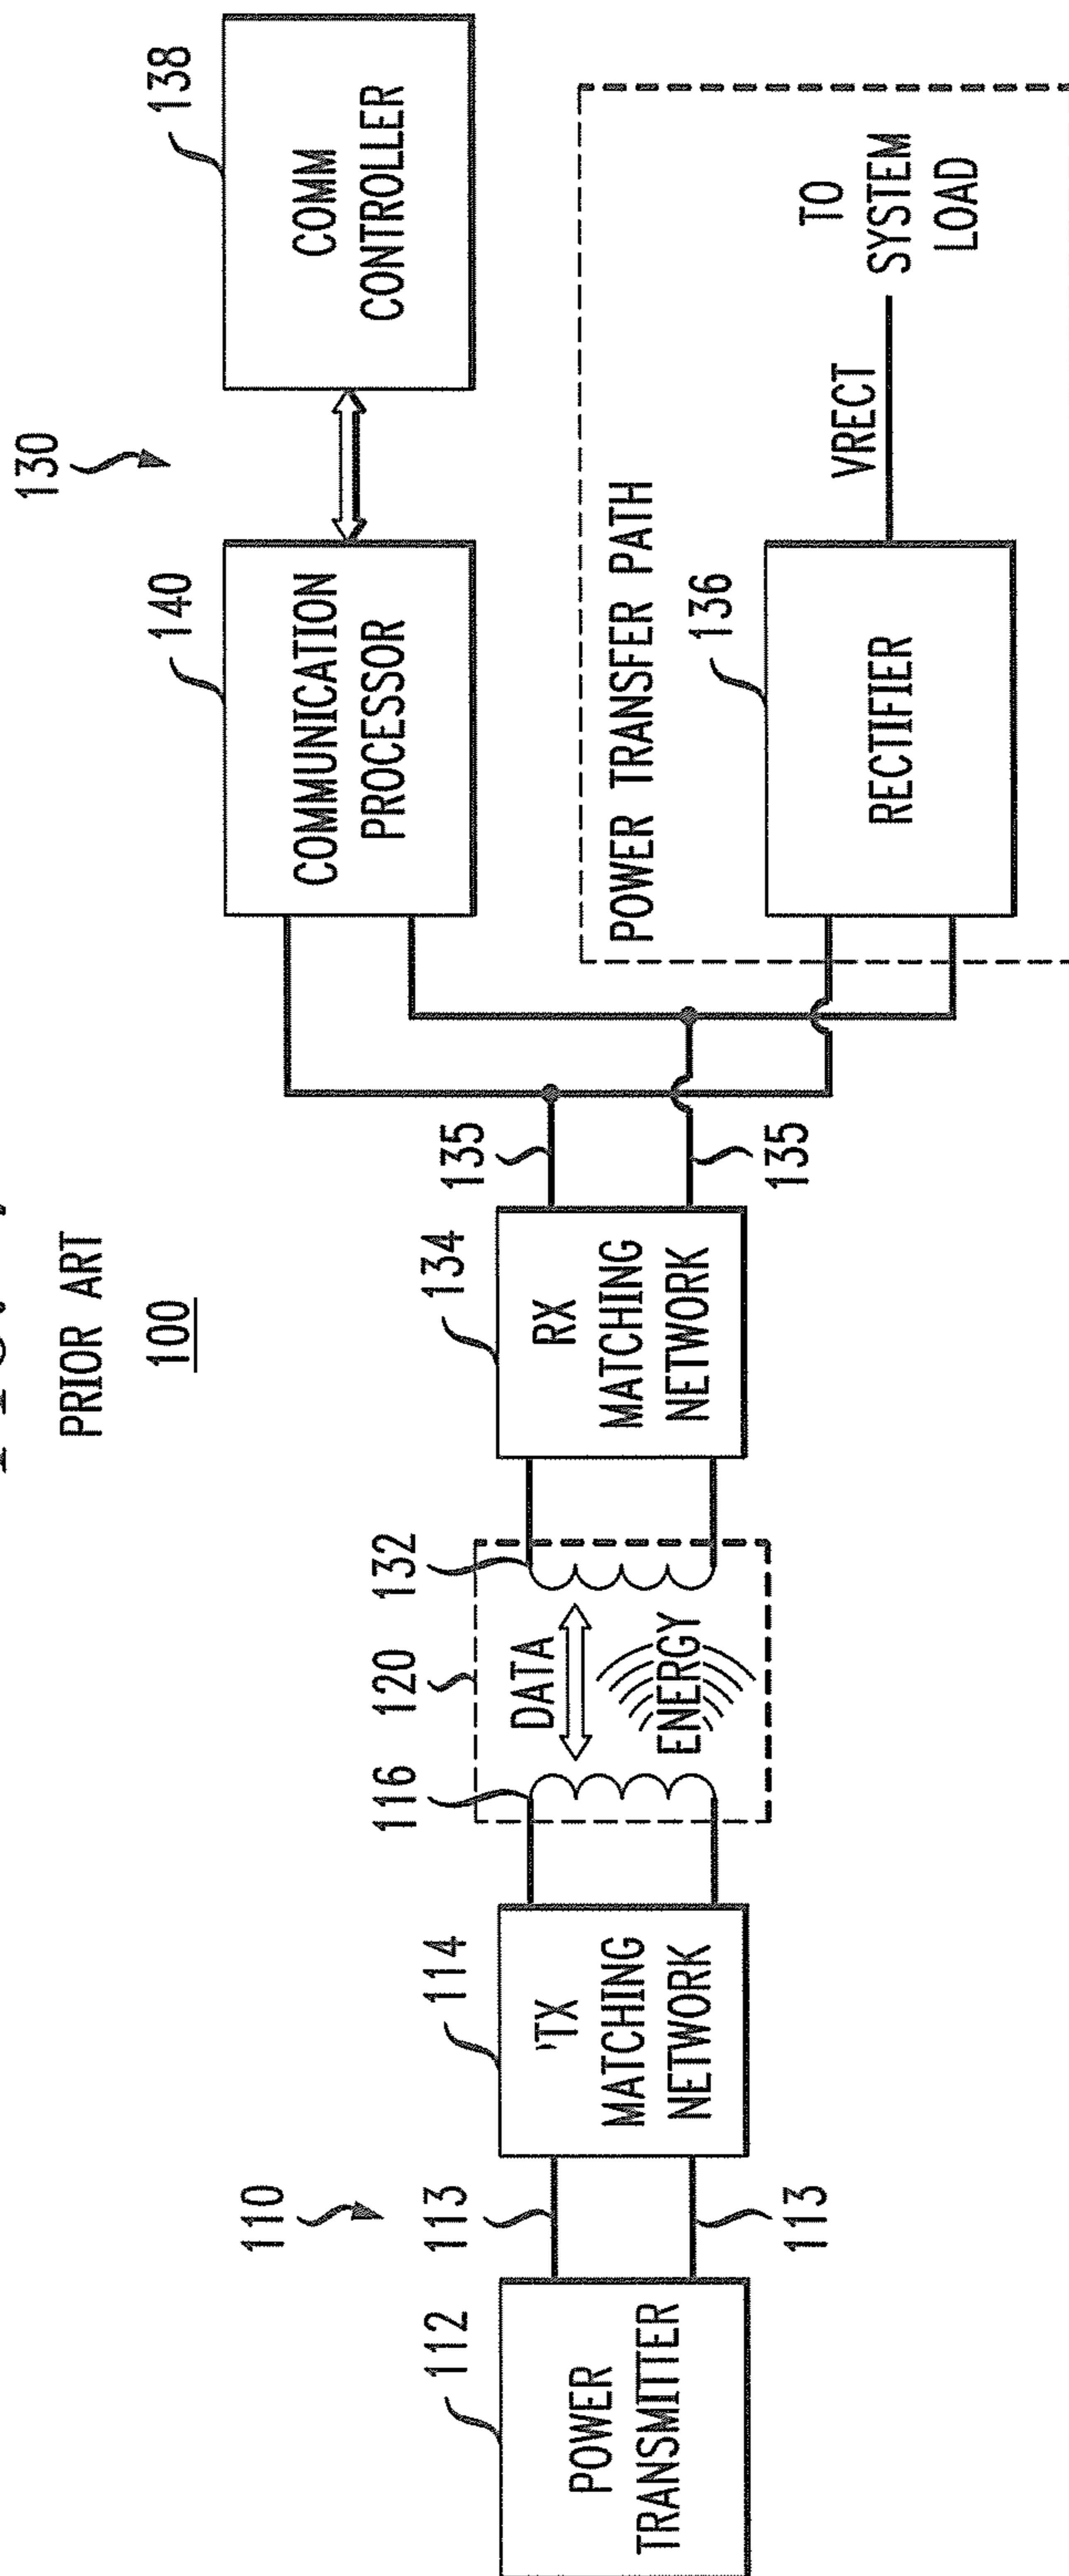 PRIOR ART
100
110
112
POWER
TRANSMITTER
113
113
114
'TX
MATCHING
NETWORK
116
120
132
DATA
ENERGY
134
RX
MATCHING
NETWORK
135
135
130
140
COMMUNICATION
PROCESSOR
138
COMM
CONTROLLER
POWER TRANSFER PATH
136
RECTIFIER
VRECT
TO
SYSTEM
LOAD